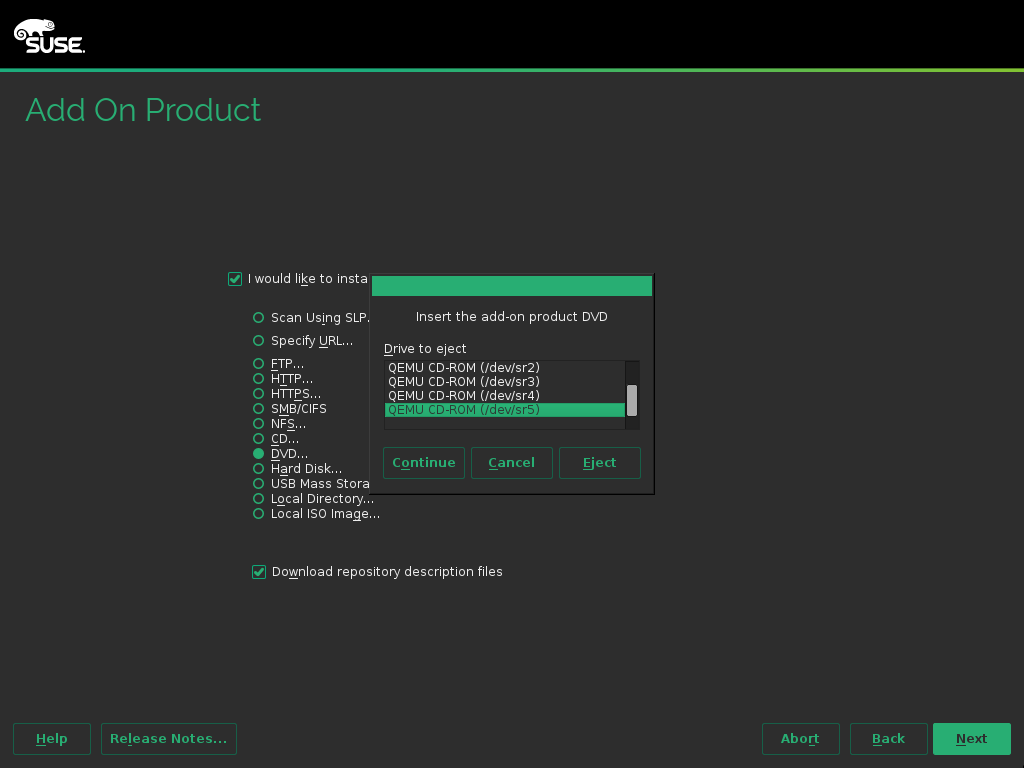 SUSE.
Add On Product
I would like to insta
Scan Using SLP.
Specify URL...
FTP...
HTTP...
HTTPS...
SMB/CIFS
NFS...
CD...
DVD...
Hard Disk...
USB Mass Stora
Local Directory...
Local ISO Image...
Insert the add-on product DVD
Drive to eject
QEMU CD-ROM (/dev/sr2)
QEMU CD-ROM (/dev/sr3)
QEMU CD-ROM (/dev/sr4)
QEMU CD-ROM (/dev/sr5)
Continue Cancel Eject
Download repository description files
Help Release Notes... Abort Back Next